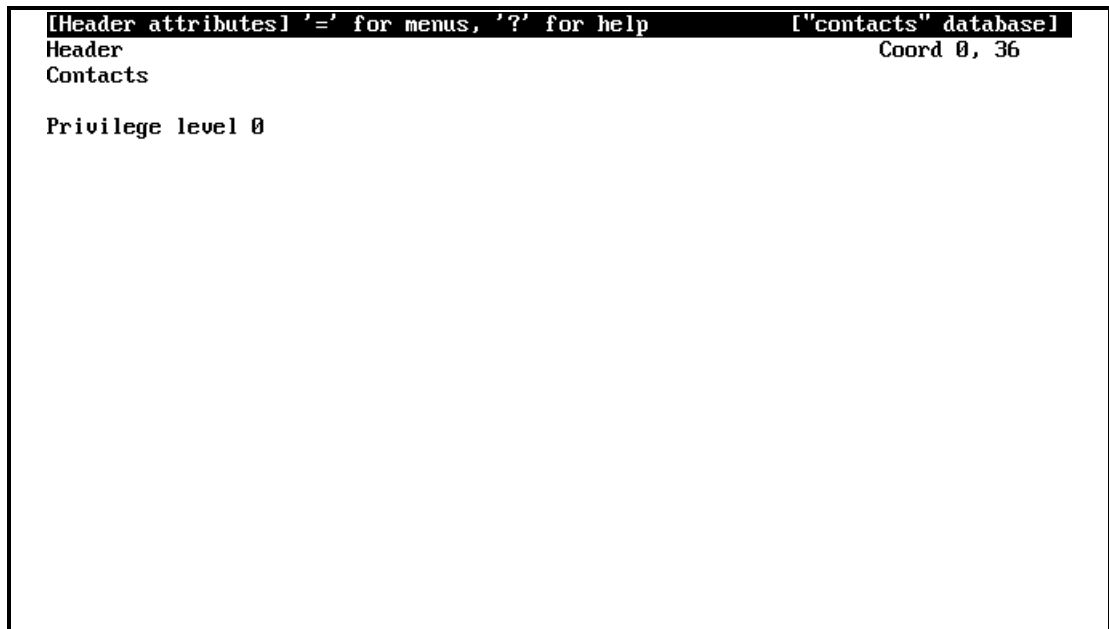 [Header attributes] '=' for menus, '?' for help ["contacts" database]
Header Coord 0, 36
Contacts
Privilege level 0